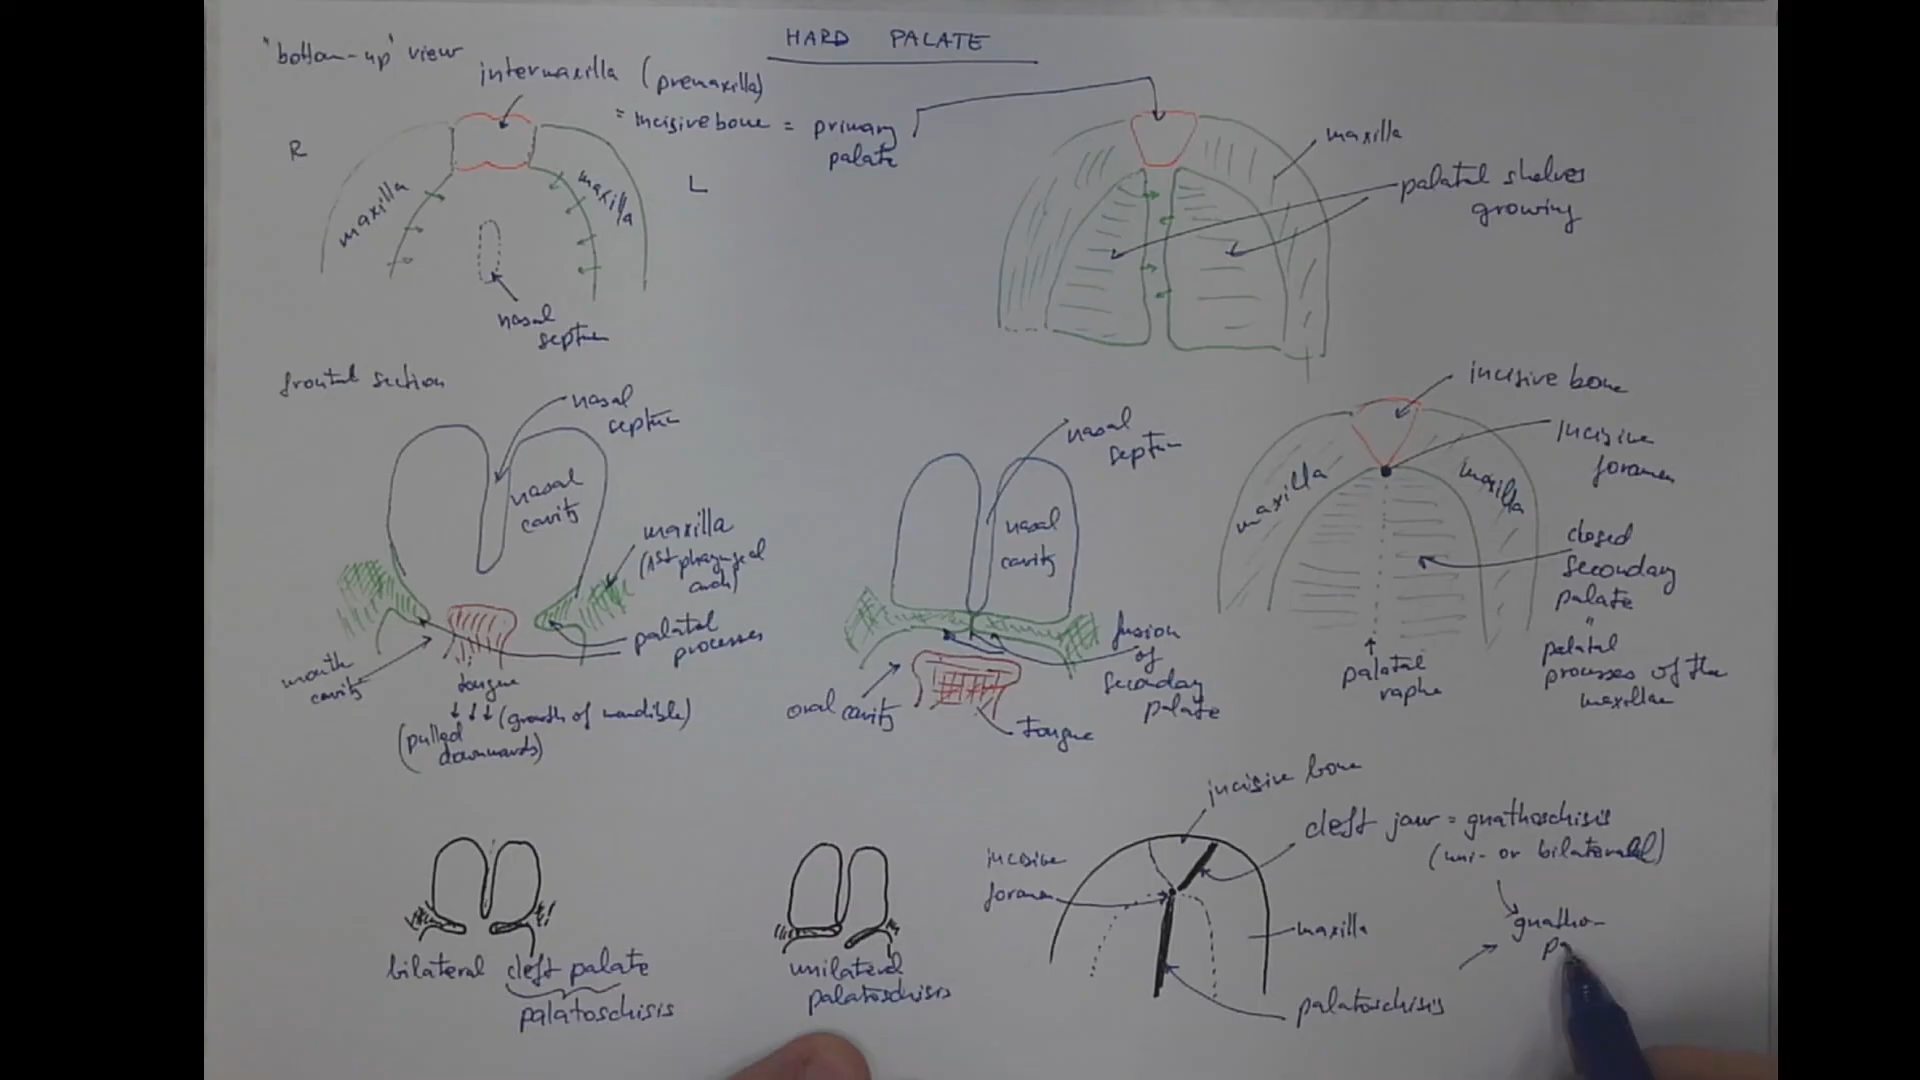 HARD PALATE
"bottom-up" view
intermaxilla (premaxilla)
= incisive bone = primary
palate
R
L
maxilla
maxilla
nasal
septum
maxilla
palatal shelves
growing
frontal section
nasal
septum
nasal
cavity
maxilla
(1st pharyngeal
arch)
palatal
processes
mouth
cavity
tongue
(growth of mandible)
(pulled
downwards)
nasal
septum
nasal
cavity
fusion
of
secondary
palate
oral cavity
tongue
incisive bone
incisive
foramen
maxilla
maxilla
closed
secondary
palate
"
palatal
processes of the
maxillae
palatal
raphe
bilateral cleft palate
palatoschisis
unilateral
palatoschisis
incisive bone
cleft jaw = gnathoschisis
(uni- or bilateral)
incisive
foramen
maxilla
palatoschisis
gnatho-
p